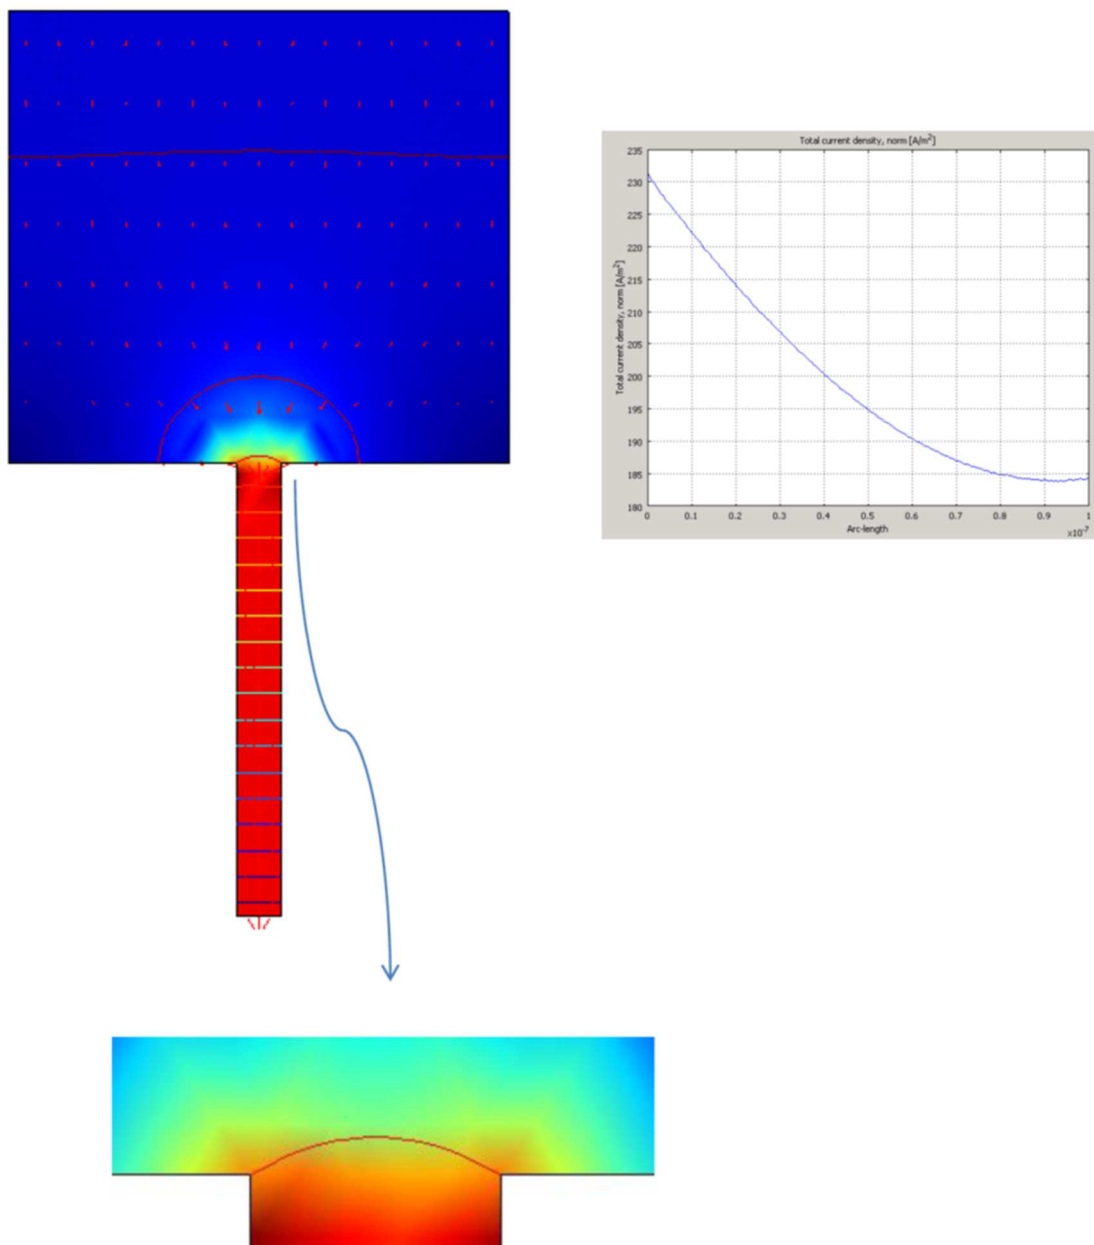 Total current density, norm [A/m²]
235
230
225
220
215
210
205
200
195
190
185
180
Total current density, norm [A/m²]
0 0.1 0.2 0.3 0.4 0.5 0.6 0.7 0.8 0.9 1
Arc-length
x10⁻⁷